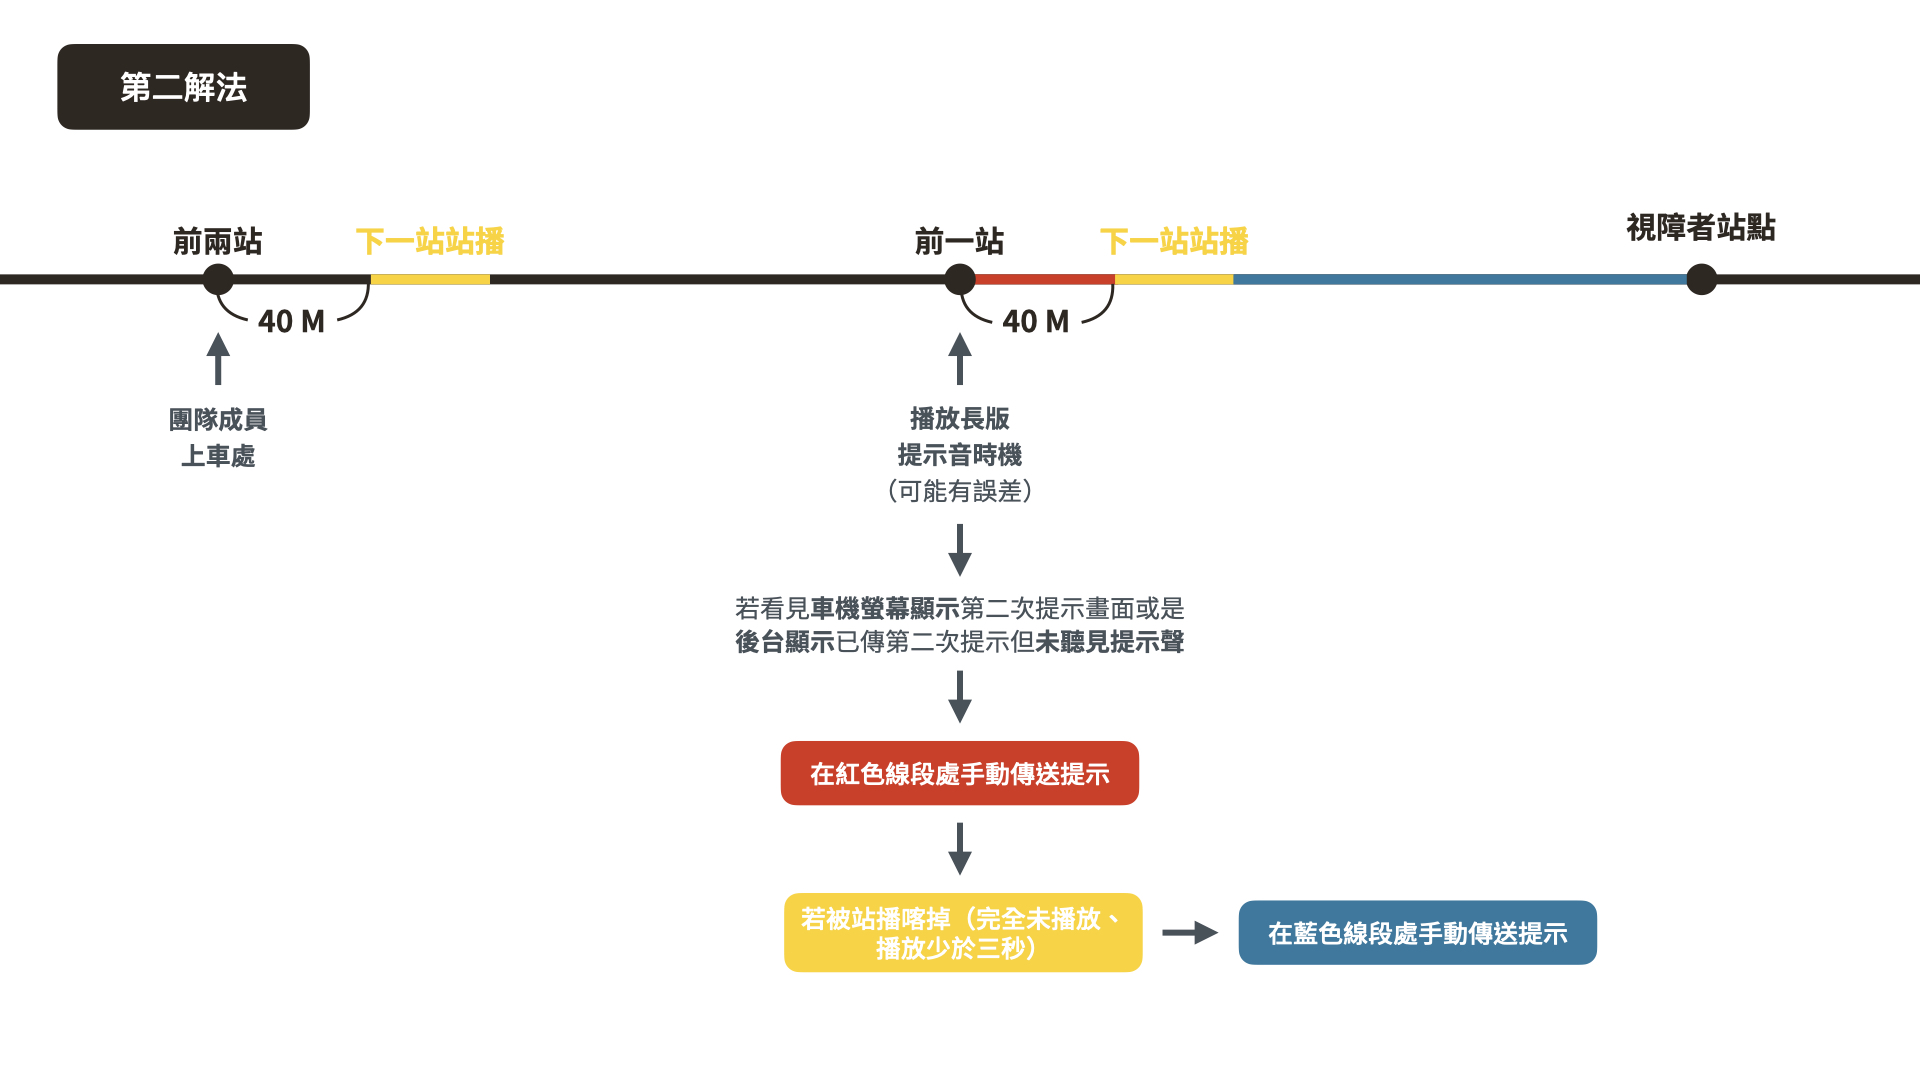 第二解法
前兩站
下一站站播
前一站
下一站站播
視障者站點
40 M
40 M
團隊成員
上車處
播放長版
提示音時機
（可能有誤差）
若看見車機螢幕顯示第二次提示畫面或是
後台顯示已傳第二次提示但未聽見提示聲
在紅色線段處手動傳送提示
若被站播喀掉（完全未播放、
播放少於三秒）
在藍色線段處手動傳送提示